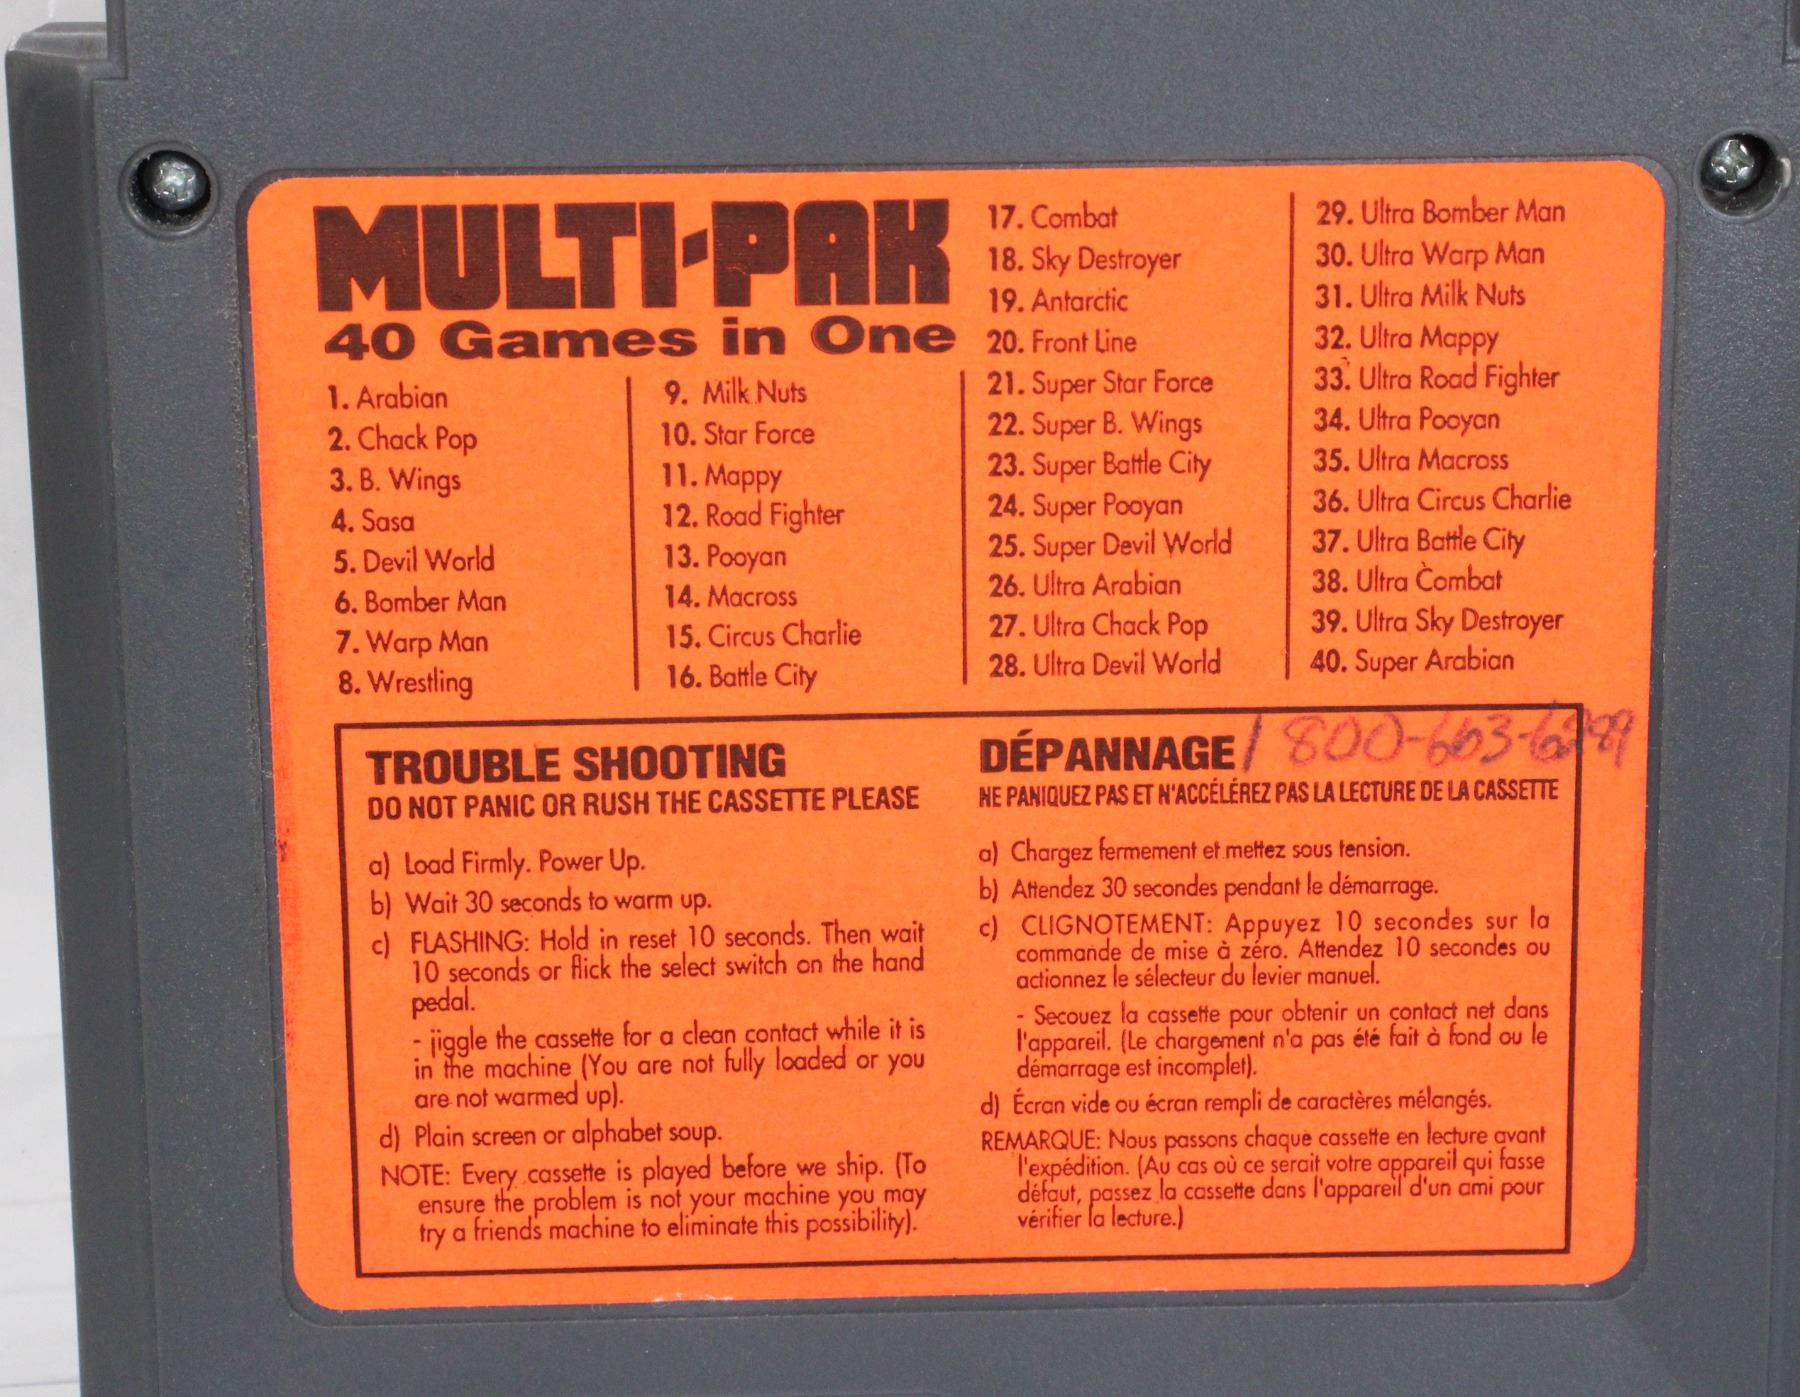 MULTI-PAK
40 Games in One
1. Arabian
2. Chack Pop
3. B. Wings
4. Sasa
5. Devil World
6. Bomber Man
7. Warp Man
8. Wrestling
9. Milk Nuts
10. Star Force
11. Mappy
12. Road Fighter
13. Pooyan
14. Macross
15. Circus Charlie
16. Battle City
17. Combat
18. Sky Destroyer
19. Antarctic
20. Front Line
21. Super Star Force
22. Super B. Wings
23. Super Battle City
24. Super Pooyan
25. Super Devil World
26. Ultra Arabian
27. Ultra Chack Pop
28. Ultra Devil World
29. Ultra Bomber Man
30. Ultra Warp Man
31. Ultra Milk Nuts
32. Ultra Mappy
33. Ultra Road Fighter
34. Ultra Pooyan
35. Ultra Macross
36. Ultra Circus Charlie
37. Ultra Battle City
38. Ultra Combat
39. Ultra Sky Destroyer
40. Super Arabian
TROUBLE SHOOTING
DO NOT PANIC OR RUSH THE CASSETTE PLEASE
a) Load Firmly. Power Up.
b) Wait 30 seconds to warm up.
c) FLASHING: Hold in reset 10 seconds. Then wait
10 seconds or flick the select switch on the hand
pedal.
- jiggle the cassette for a clean contact while it is
in the machine (You are not fully loaded or you
are not warmed up).
d) Plain screen or alphabet soup.
NOTE: Every cassette is played before we ship. (To
ensure the problem is not your machine you may
try a friends machine to eliminate this possibility).
DÉPANNAGE 1 800-663-
NE PANIQUEZ PAS ET N'ACCÉLÉREZ PAS LA LECTURE DE LA CASSETTE
a) Chargez fermement et mettez sous tension.
b) Attendez 30 secondes pendant le démarrage.
c) CLIGNOTEMENT: Appuyez 10 secondes sur la
commande de mise à zéro. Attendez 10 secondes ou
actionnez le sélecteur du levier manuel.
- Secouez la cassette pour obtenir un contact net dans
l'appareil. (Le chargement n'a pas été fait à fond ou le
démarrage est incomplet).
d) Écran vide ou écran rempli de caractères mélangés.
REMARQUE: Nous passons chaque cassette en lecture avant
l'expédition. (Au cas où ce serait votre appareil qui fasse
défaut, passez la cassette dans l'appareil d'un ami pour
vérifier la lecture.)